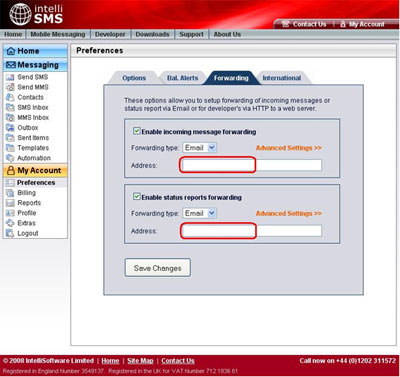 intelli
SMS
Contact Us | My Account
Home | Mobile Messaging | Developer | Downloads | Support | About Us
Home
Messaging
Send SMS
Send MMS
Contacts
SMS Inbox
MMS Inbox
Outbox
Sent Items
Templates
Automation
My Account
Preferences
Billing
Reports
Profile
Extras
Logout
Preferences
Options
Bal. Alerts
Forwarding
International
These options allow you to setup forwarding of incoming messages or
status report via Email or for developer's via HTTP to a web server.
Enable incoming message forwarding
Forwarding type: Email Advanced Settings >>
Address:
Enable status reports forwarding
Forwarding type: Email Advanced Settings >>
Address:
Save Changes
© 2008 IntelliSoftware Limited | Home | Site Map | Contact Us
Call now on +44 (0)1202 311572
Registered in England Number 3549137. Registered in the UK for VAT Number 712 1836 61